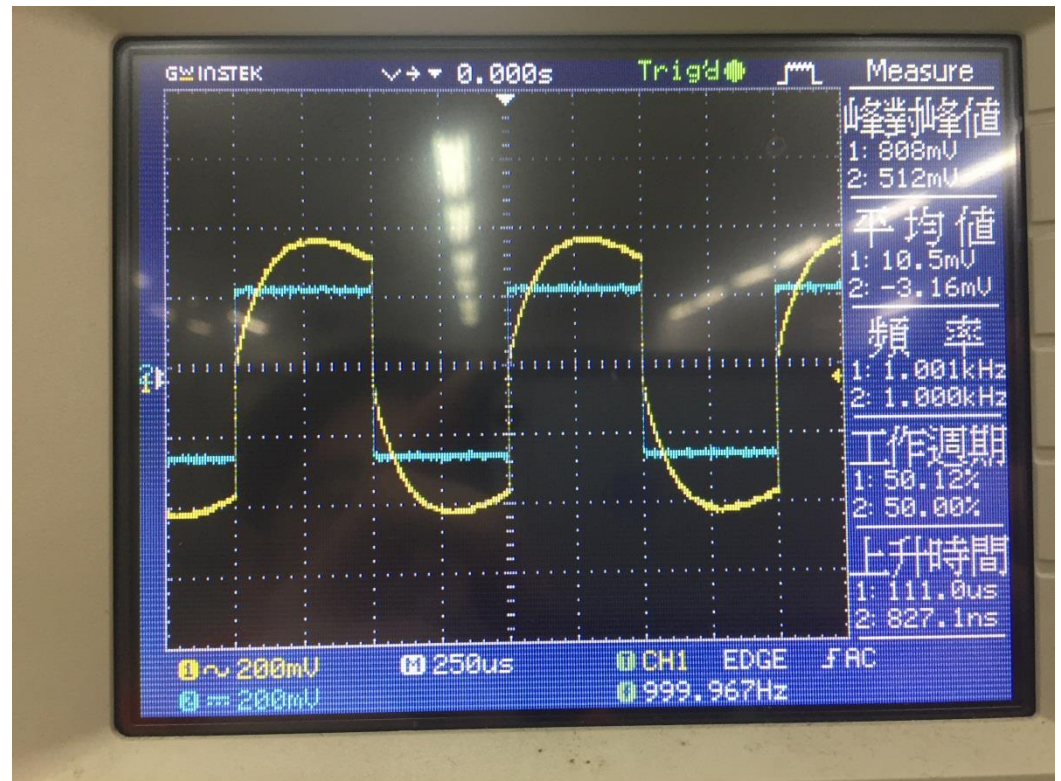 GWINSTEK 0.000s Trig'd Measure
峰對峰值
1: 808mV
2: 512mV
平均值
1: 10.5mV
2: -3.16mV
頻率
1: 1.001kHz
2: 1.000kHz
工作週期
1: 50.12%
2: 50.00%
上升時間
1: 111.0us
2: 827.1ns
1 200mV M 250us T CH1 EDGE AC
2 200mV F 999.967Hz